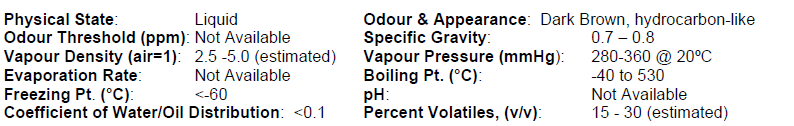 Physical State: Liquid Odour & Appearance: Dark Brown, hydrocarbon-like
Odour Threshold (ppm): Not Available Specific Gravity: 0.7 – 0.8
Vapour Density (air=1): 2.5 -5.0 (estimated) Vapour Pressure (mmHg): 280-360 @ 20ºC
Evaporation Rate: Not Available Boiling Pt. (°C): -40 to 530
Freezing Pt. (°C): <-60 pH: Not Available
Coefficient of Water/Oil Distribution: <0.1 Percent Volatiles, (v/v): 15 - 30 (estimated)